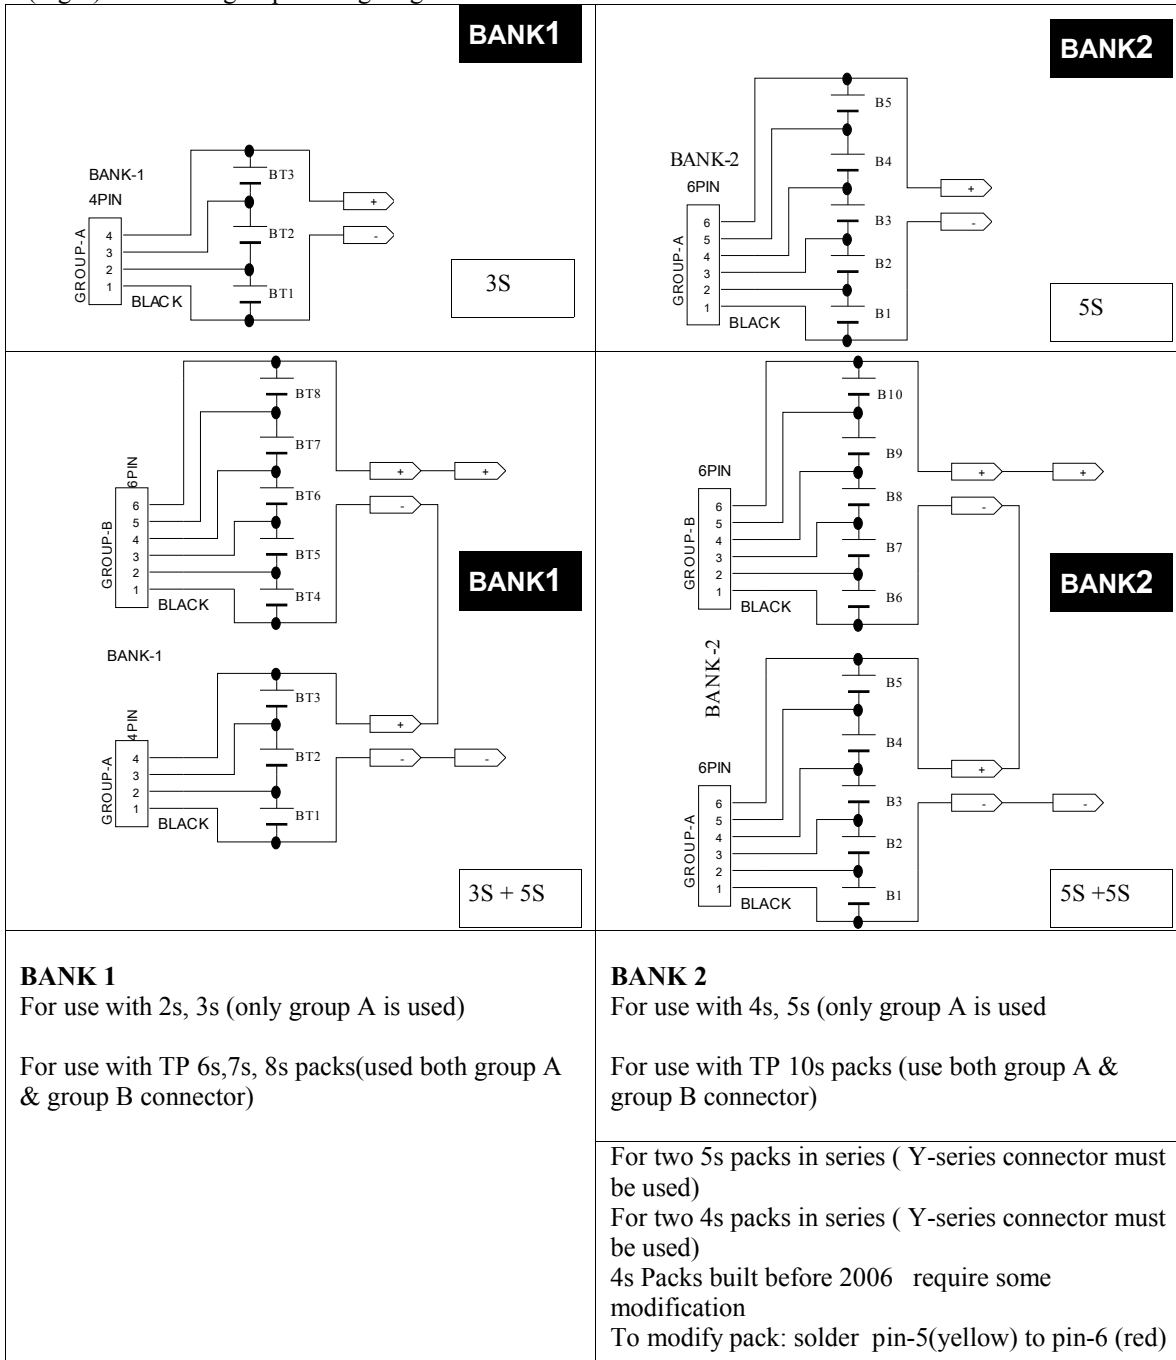 BANK1
BANK-1
4PIN
GROUP-A
4
3
2
1
BLACK
BT3
BT2
BT1
+
-
3S
BANK2
BANK-2
6PIN
GROUP-A
6
5
4
3
2
1
BLACK
B5
B4
B3
B2
B1
+
-
5S
6PIN
GROUP-B
6
5
4
3
2
1
BLACK
BT8
BT7
BT6
BT5
BT4
+
+
-
BANK1
BANK-1
4PIN
GROUP-A
4
3
2
1
BLACK
BT3
BT2
BT1
+
-
-
3S + 5S
6PIN
GROUP-B
6
5
4
3
2
1
BLACK
B10
B9
B8
B7
B6
+
+
-
BANK2
BANK-2
6PIN
GROUP-A
6
5
4
3
2
1
BLACK
B5
B4
B3
B2
B1
+
-
-
5S +5S
BANK 1
For use with 2s, 3s (only group A is used)
For use with TP 6s,7s, 8s packs(used both group A
& group B connector)
BANK 2
For use with 4s, 5s (only group A is used
For use with TP 10s packs (use both group A &
group B connector)
For two 5s packs in series ( Y-series connector must
be used)
For two 4s packs in series ( Y-series connector must
be used)
4s Packs built before 2006 require some
modification
To modify pack: solder pin-5(yellow) to pin-6 (red)